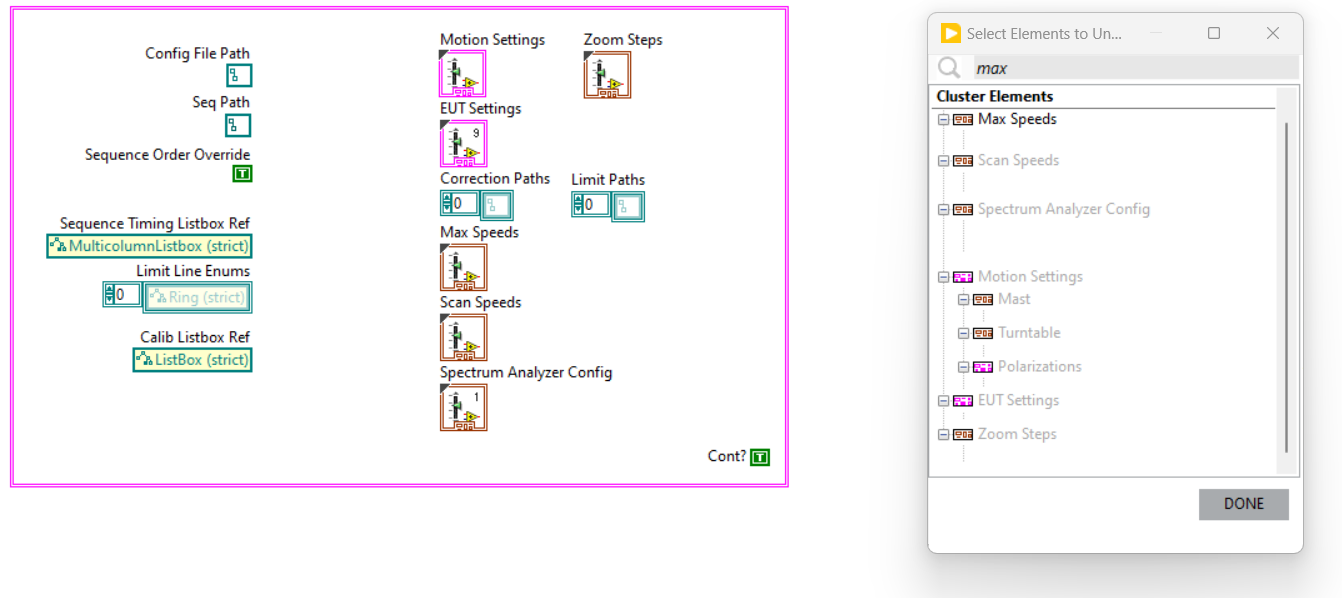 Config File Path
Seq Path
Sequence Order Override
T
Sequence Timing Listbox Ref
MulticolumnListbox (strict)
Limit Line Enums
0
Ring (strict)
Calib Listbox Ref
ListBox (strict)
Motion Settings
Zoom Steps
EUT Settings
9
Correction Paths
Limit Paths
0
0
Max Speeds
Scan Speeds
Spectrum Analyzer Config
1
Cont? T
Select Elements to Un...
max
Cluster Elements
Max Speeds
Scan Speeds
Spectrum Analyzer Config
Motion Settings
Mast
Turntable
Polarizations
EUT Settings
Zoom Steps
DONE